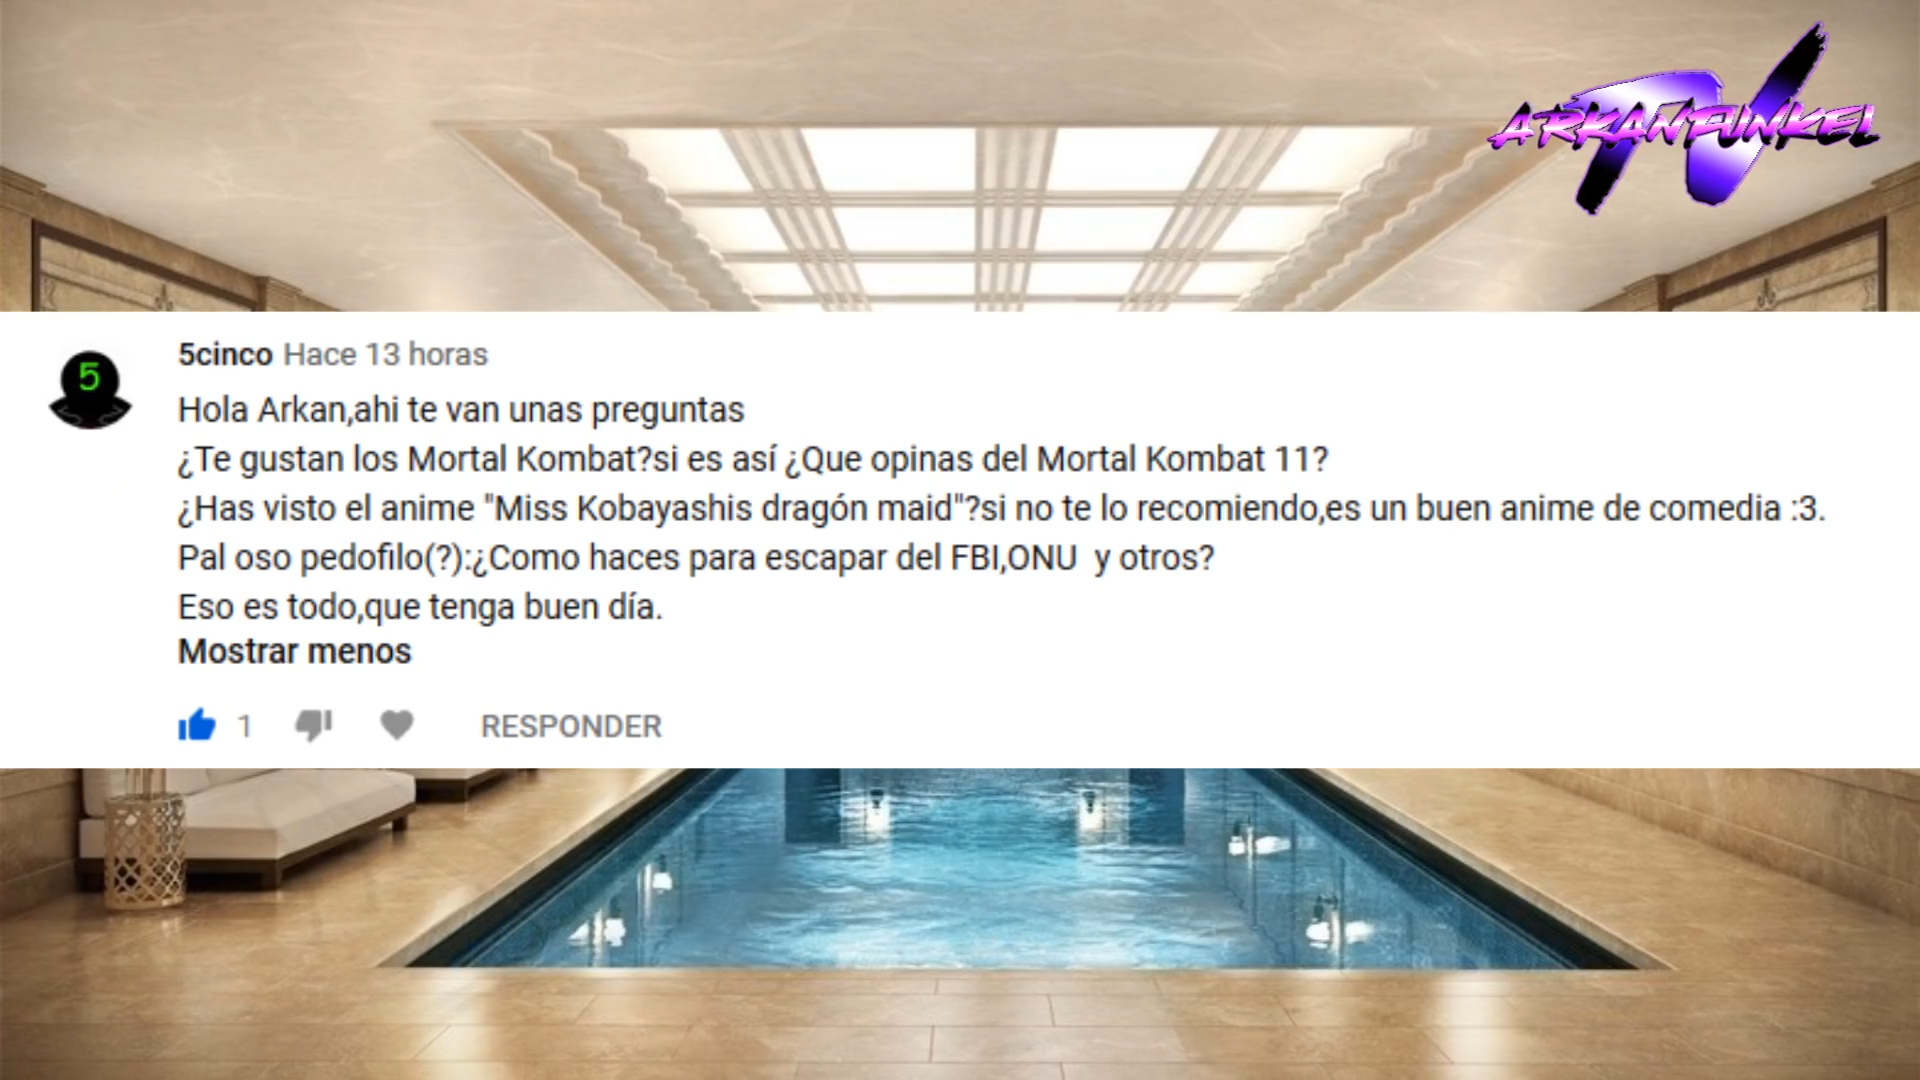 ARKANFUNKEL
5
5cinco Hace 13 horas
Hola Arkan,ahi te van unas preguntas
¿Te gustan los Mortal Kombat?si es así ¿Que opinas del Mortal Kombat 11?
¿Has visto el anime "Miss Kobayashis dragón maid"?si no te lo recomiendo,es un buen anime de comedia :3.
Pal oso pedofilo(?):¿Como haces para escapar del FBI,ONU  y otros?
Eso es todo,que tenga buen día.
Mostrar menos
1 RESPONDER